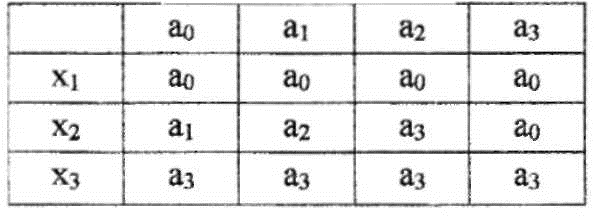 a₀ a₁ a₂ a₃
x₁ a₀ a₀ a₀ a₀
x₂ a₁ a₂ a₃ a₀
x₃ a₃ a₃ a₃ a₃